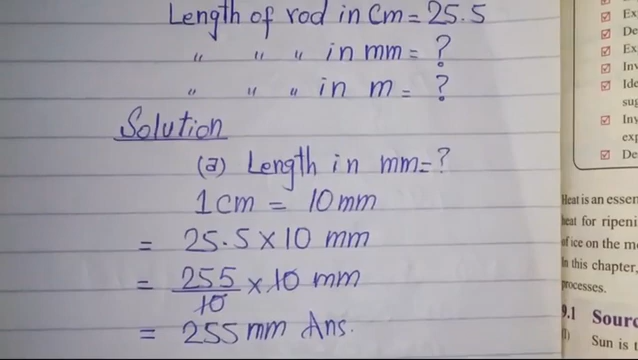 Length of rod in Cm = 25.5
" " " in mm = ?
" " " in m = ?
Solution
(a) Length in mm = ?
1 Cm = 10 mm
= 25.5 × 10 mm
= 255/10 × 10 mm
= 255 mm Ans.
Ex
De
Ex
Inv
Ide
sug
Inv
exp
De
Heat is an essen
heat for ripeni
of ice on the m
In this chapter,
processes.
9.1 Sourc
(i) Sun is t